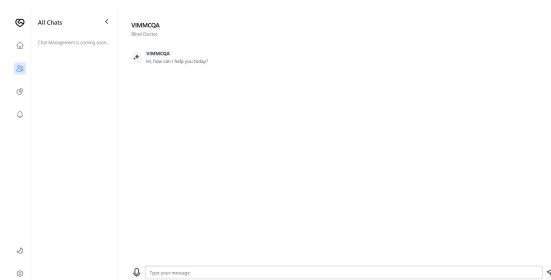 All Chats
Chat Management is coming soon...
VIMMCQA
Blind Doctor
VIMMCQA
Hi, how can I help you today?
Type your message